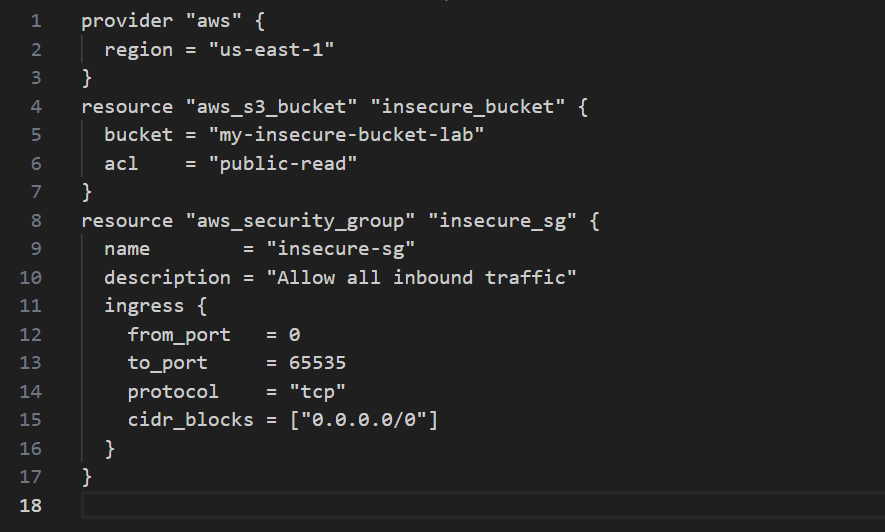 1 provider "aws" {
2   region = "us-east-1"
3 }
4 resource "aws_s3_bucket" "insecure_bucket" {
5   bucket = "my-insecure-bucket-lab"
6   acl    = "public-read"
7 }
8 resource "aws_security_group" "insecure_sg" {
9   name        = "insecure-sg"
10   description = "Allow all inbound traffic"
11   ingress {
12     from_port   = 0
13     to_port     = 65535
14     protocol    = "tcp"
15     cidr_blocks = ["0.0.0.0/0"]
16   }
17 }
18